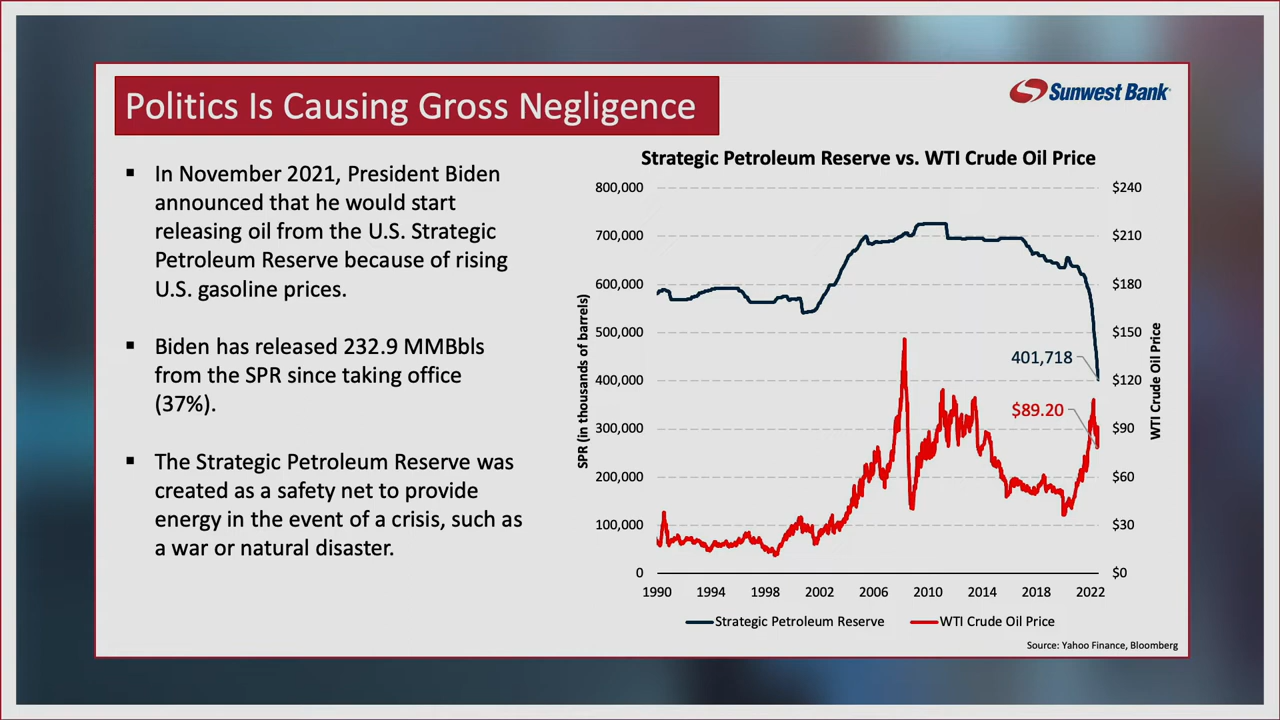 Politics Is Causing Gross Negligence
Sunwest Bank
▪ In November 2021, President Biden
announced that he would start
releasing oil from the U.S. Strategic
Petroleum Reserve because of rising
U.S. gasoline prices.
▪ Biden has released 232.9 MMBbls
from the SPR since taking office
(37%).
▪ The Strategic Petroleum Reserve was
created as a safety net to provide
energy in the event of a crisis, such as
a war or natural disaster.
Strategic Petroleum Reserve vs. WTI Crude Oil Price
SPR (in thousands of barrels)
800,000
700,000
600,000
500,000
400,000
300,000
200,000
100,000
0
401,718
$89.20
$240
$210
$180
$150
$120
$90
$60
$30
$0
WTI Crude Oil Price
1990 1994 1998 2002 2006 2010 2014 2018 2022
Strategic Petroleum Reserve WTI Crude Oil Price
Source: Yahoo Finance, Bloomberg